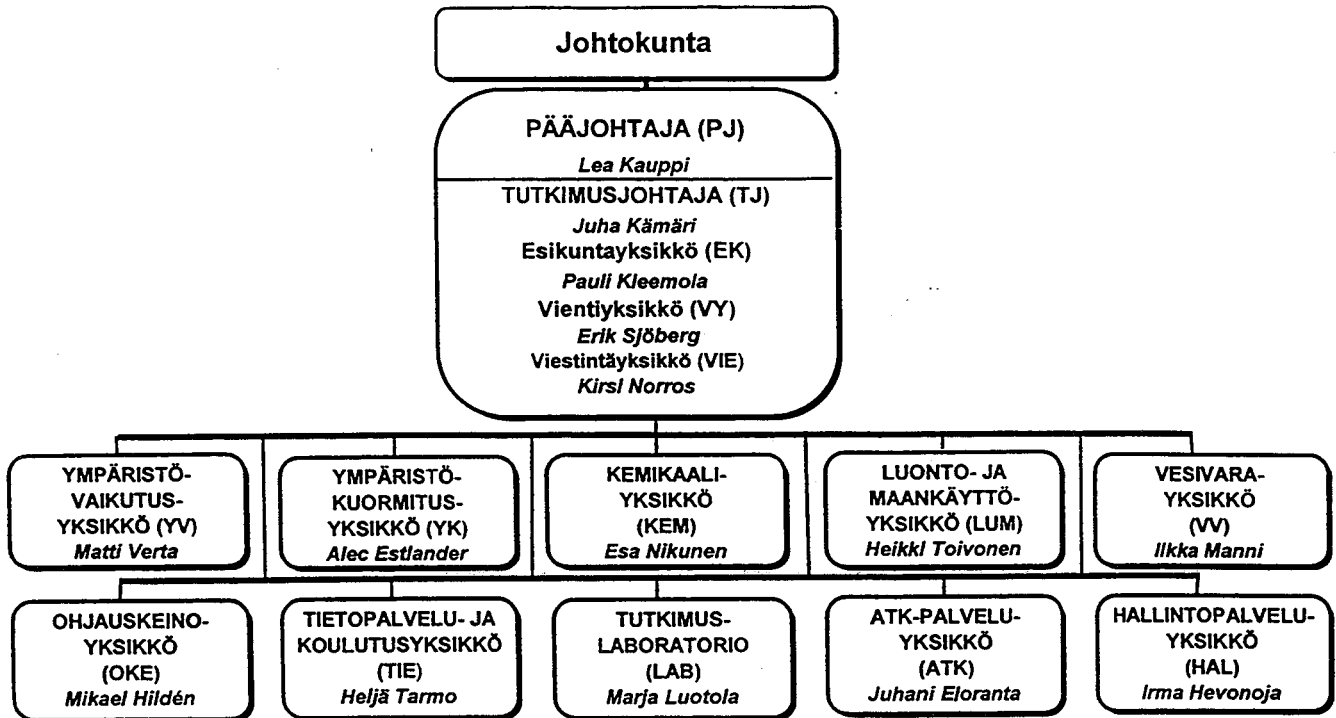 Johtokunta
PÄÄJOHTAJA (PJ)
Lea Kauppi
TUTKIMUSJOHTAJA (TJ)
Juha Kämäri
Esikuntayksikkö (EK)
Pauli Kleemola
Vientiyksikkö (VY)
Erik Sjöberg
Viestintäyksikkö (VIE)
Kirsl Norros
YMPÄRISTÖ-
VAIKUTUS-
YKSIKKÖ (YV)
Matti Verta
YMPÄRISTÖ-
KUORMITUS-
YKSIKKÖ (YK)
Alec Estlander
KEMIKAALI-
YKSIKKÖ
(KEM)
Esa Nikunen
LUONTO- JA
MAANKÄYTTÖ-
YKSIKKÖ (LUM)
Heikki Toivonen
VESIVARA-
YKSIKKÖ
(VV)
Ilkka Manni
OHJAUSKEINO-
YKSIKKÖ
(OKE)
Mikael Hildén
TIETOPALVELU- JA
KOULUTUSYKSIKKÖ
(TIE)
Heljä Tarmo
TUTKIMUS-
LABORATORIO
(LAB)
Marja Luotola
ATK-PALVELU-
YKSIKKÖ
(ATK)
Juhani Eloranta
HALLINTOPALVELU-
YKSIKKÖ
(HAL)
Irma Hevonoja